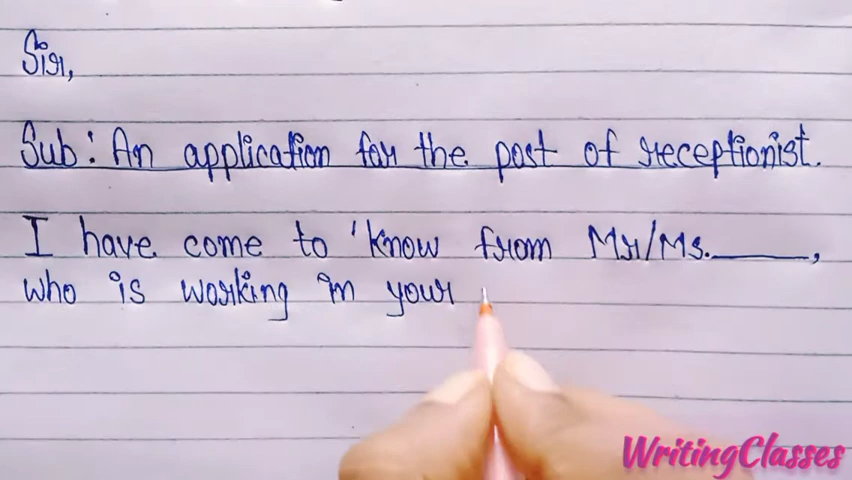 Sir,
Sub: An application for the post of receptionist.
I have come to 'know from Mr/Ms.______,
who is working in your
WritingClasses